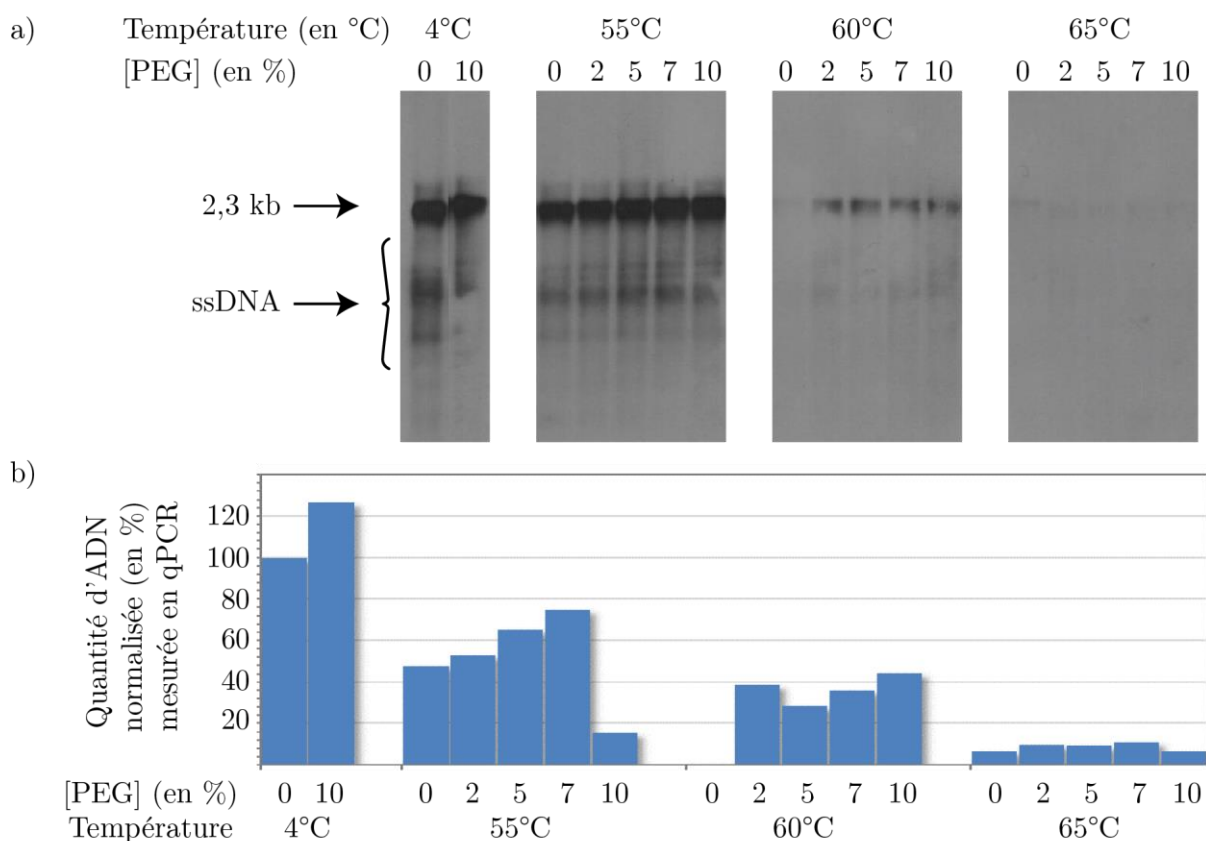 a) Température (en °C) 4°C 55°C 60°C 65°C
[PEG] (en %) 0 10 0 2 5 7 10 0 2 5 7 10 0 2 5 7 10
2,3 kb
ssDNA
b)
Quantité d'ADN
normalisée (en %)
mesurée en qPCR
120
100
80
60
40
20
[PEG] (en %) 0 10 0 2 5 7 10 0 2 5 7 10 0 2 5 7 10
Température 4°C 55°C 60°C 65°C